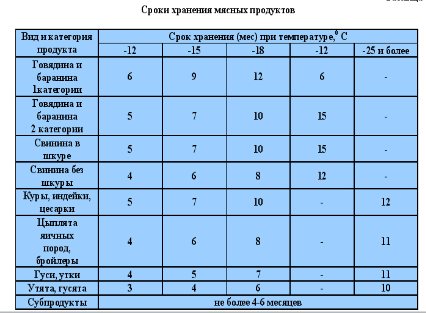 Сроки хранения мясных продуктов
Вид и категория продукта | Срок хранения (мес) при температуре,⁰ С
-12 | -15 | -18 | -12 | -25 и более
Говядина и баранина 1категории | 6 | 9 | 12 | 6 | -
Говядина и баранина 2 категории | 5 | 7 | 10 | 15 | -
Свинина в шкуре | 5 | 7 | 10 | 15 | -
Свинина без шкуры | 4 | 6 | 8 | 12 | -
Куры, индейки, цесарки | 5 | 7 | 10 | - | 12
Цыплята яичных пород, бройлеры | 4 | 6 | 8 | - | 11
Гуси, утки | 4 | 5 | 7 | - | 11
Утята, гусята | 3 | 4 | 6 | - | 10
Субпродукты | не более 4-6 месяцев